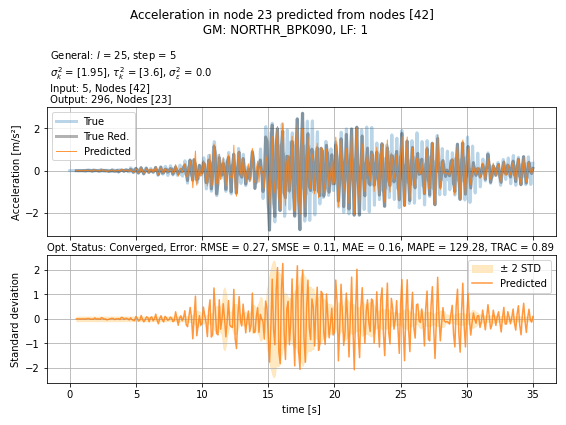 Acceleration in node 23 predicted from nodes [42]
GM: NORTHR_BPK090, LF: 1
General: l = 25, step = 5
σ²ₖ = [1.95], τ²ₖ = [3.6], σ²ε = 0.0
Input: 5, Nodes [42]
Output: 296, Nodes [23]
Acceleration [m/s²]
2
0
−2
True
True Red.
Predicted
Opt. Status: Converged, Error: RMSE = 0.27, SMSE = 0.11, MAE = 0.16, MAPE = 129.28, TRAC = 0.89
Standard deviation
2
1
0
−1
−2
± 2 STD
Predicted
0 5 10 15 20 25 30 35
time [s]